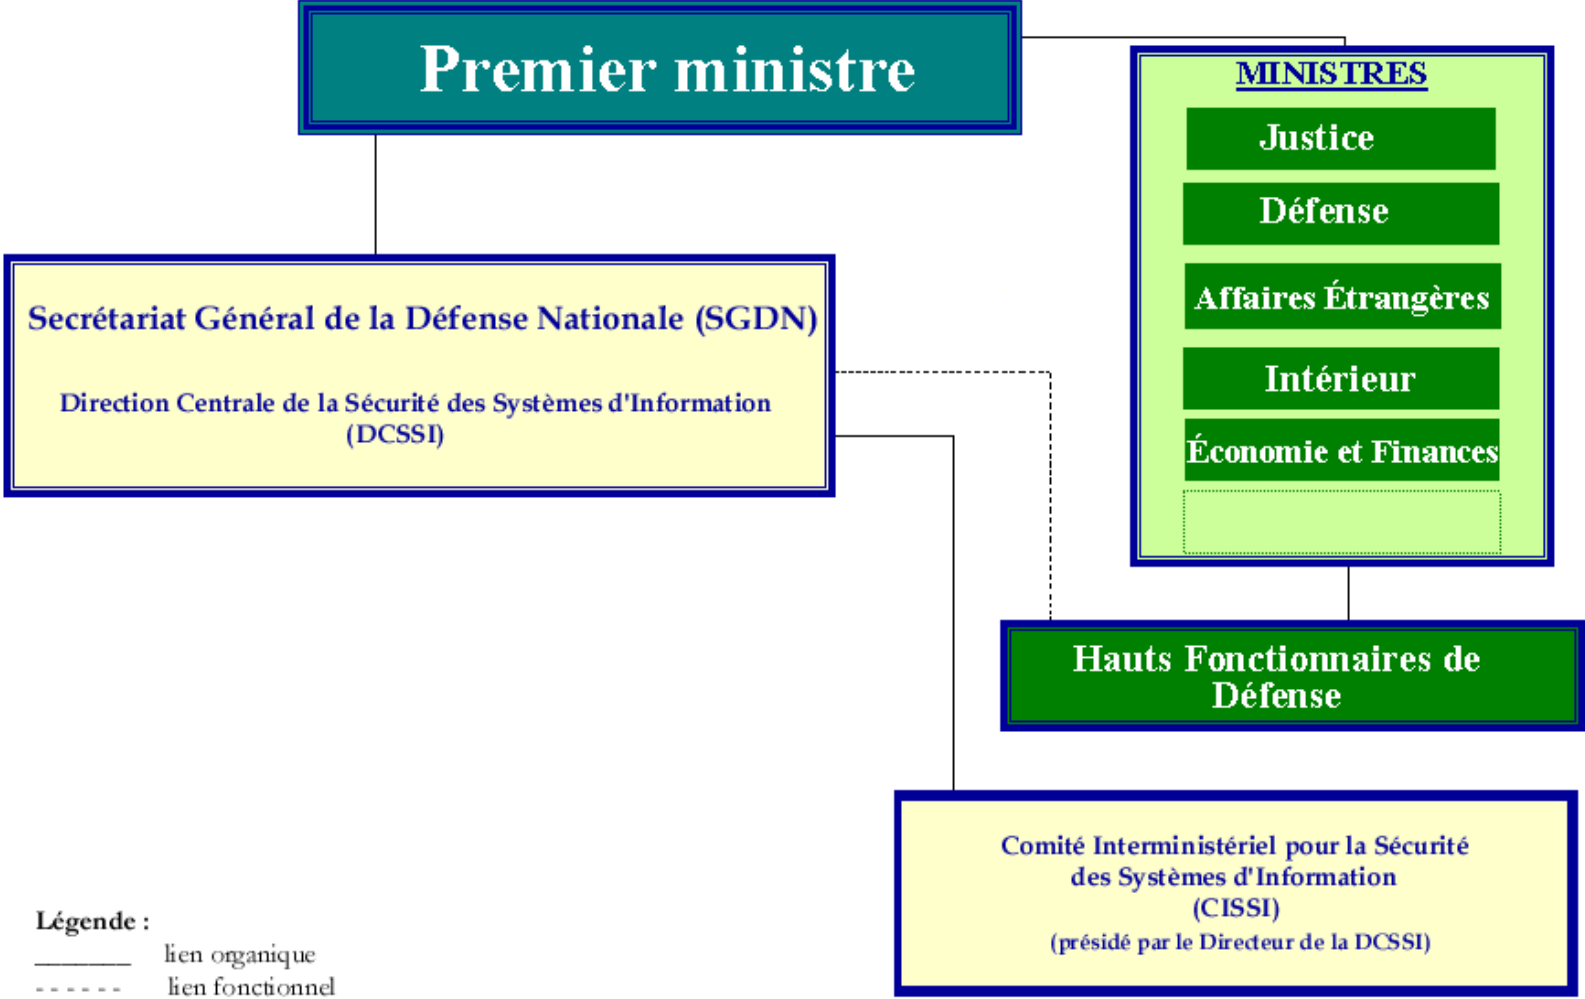 Premier ministre
MINISTRES
Justice
Défense
Affaires Étrangères
Intérieur
Économie et Finances
Secrétariat Général de la Défense Nationale (SGDN)
Direction Centrale de la Sécurité des Systèmes d'Information
(DCSSI)
Hauts Fonctionnaires de
Défense
Comité Interministériel pour la Sécurité
des Systèmes d'Information
(CISSI)
(présidé par le Directeur de la DCSSI)
Légende :
lien organique
lien fonctionnel